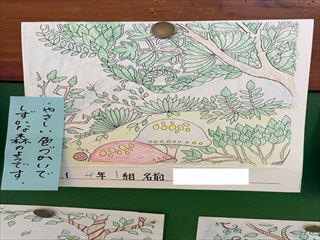 やさしい色づかいで
しずかな森のようです。
4年1組 名前